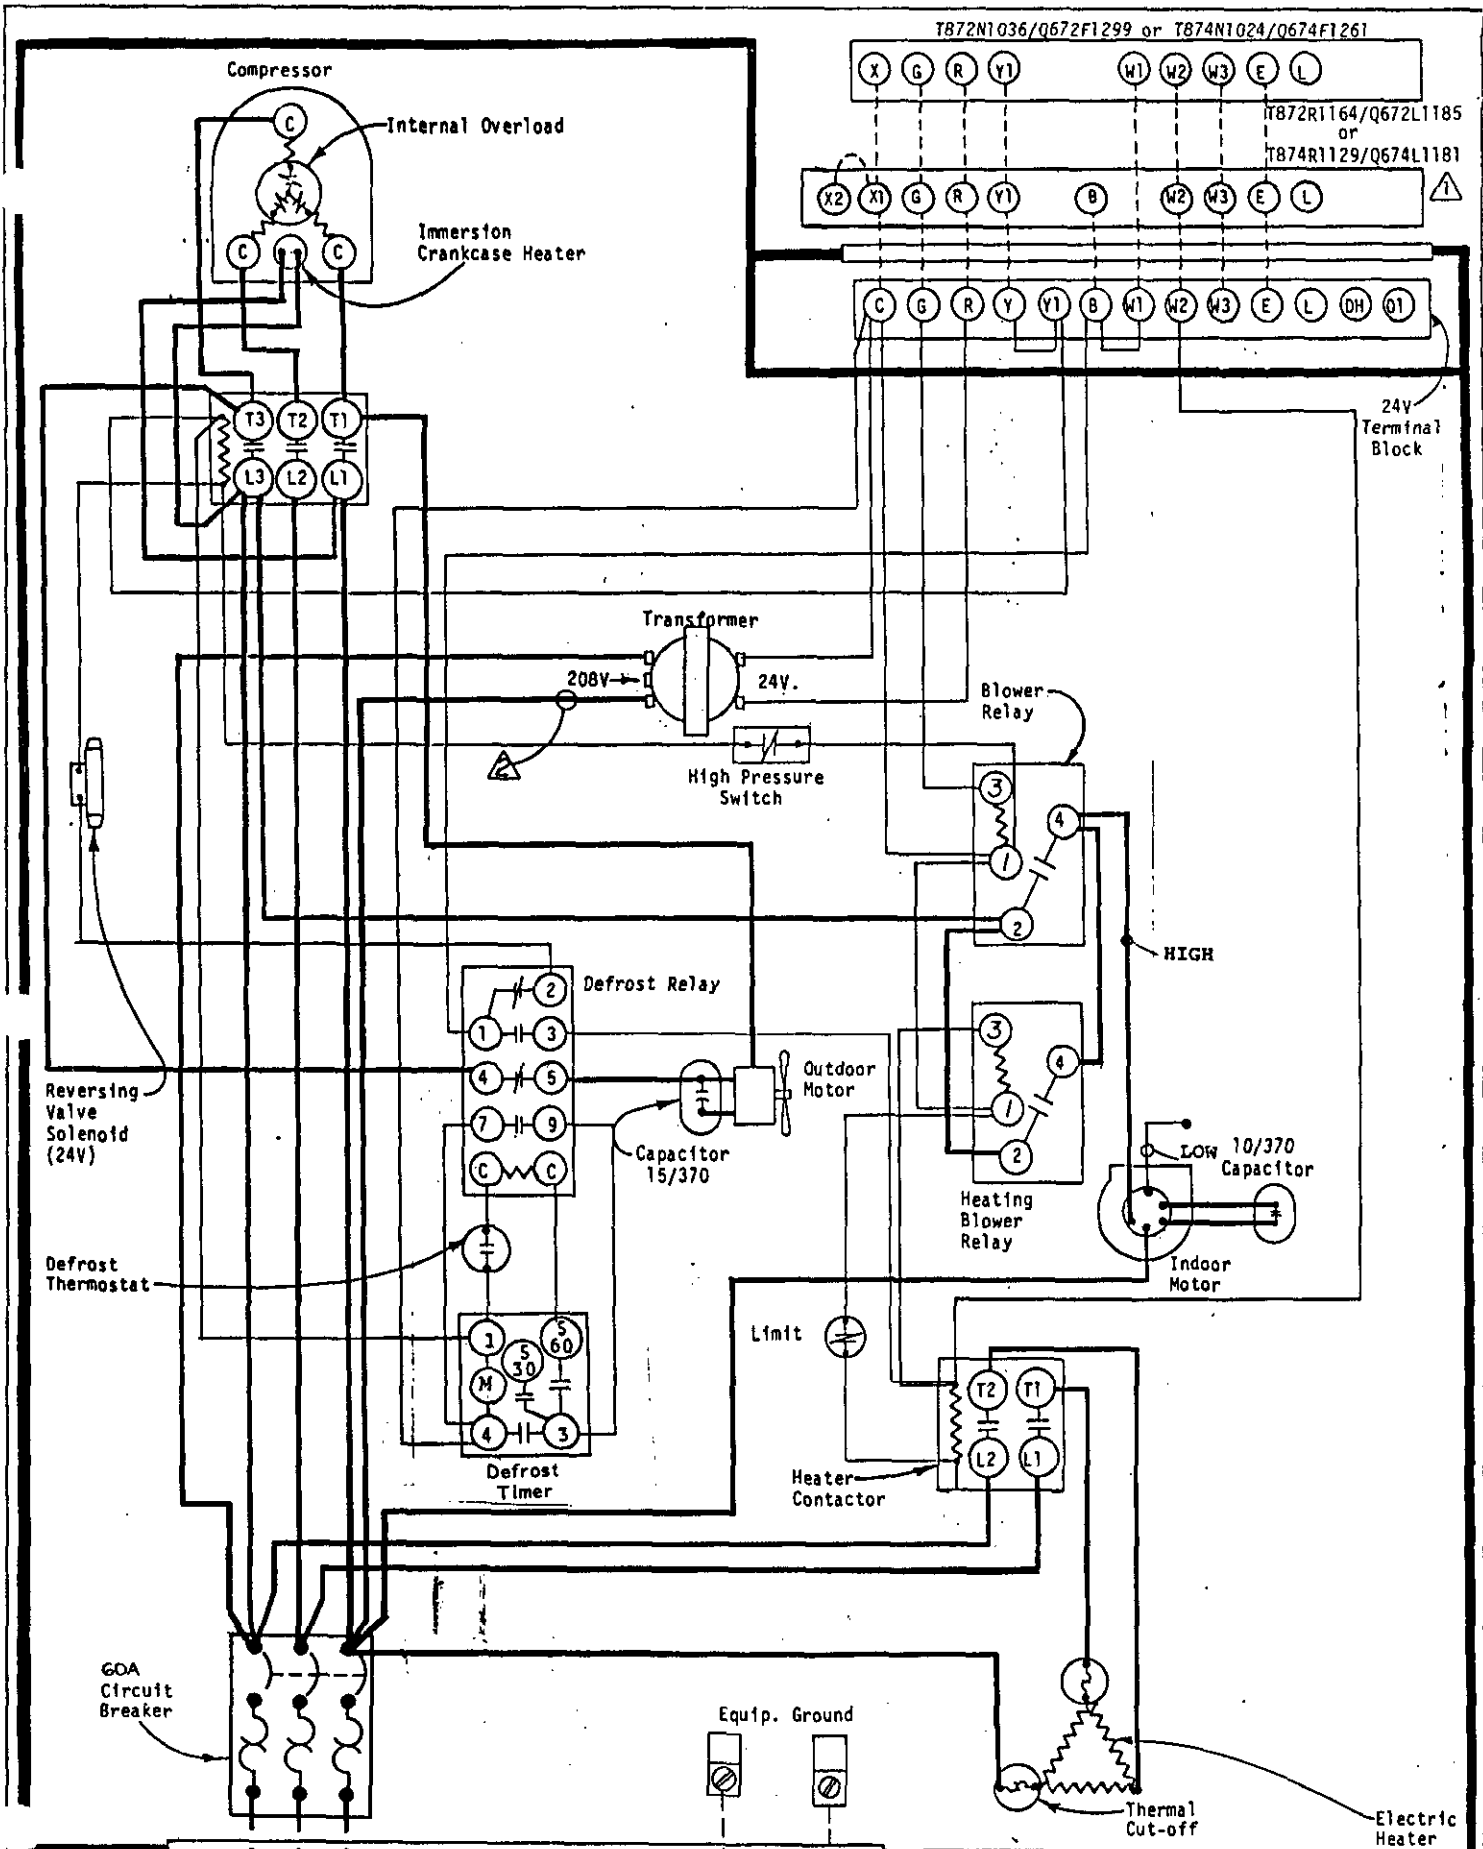 T872N1036/Q672F1299 or T874N1024/Q674F1261
X G R Y1 W1 W2 W3 E L
T872R1164/Q672L1185
or
T874R1129/Q674L1181
X2 X1 G R Y1 B W2 W3 E L
1
C G R Y Y1 B W1 W2 W3 E L DH O1
24V
Terminal
Block
Compressor
C
Internal Overload
Immersion
Crankcase Heater
C C
T3 T2 T1
L3 L2 L1
Transformer
208V
24V.
2
High Pressure
Switch
Blower
Relay
3
4
1
2
HIGH
Reversing
Valve
Solenoid
(24V)
Defrost Relay
2
1 3
4 5
7 9
C C
Outdoor
Motor
Capacitor
15/370
3
4
1
2
Heating
Blower
Relay
LOW
10/370
Capacitor
Indoor
Motor
Defrost
Thermostat
1
S
60
S
30
M
4 3
Defrost
Timer
Limit
T2 T1
L2 L1
Heater
Contactor
60A
Circuit
Breaker
Equip. Ground
Thermal
Cut-off
Electric
Heater